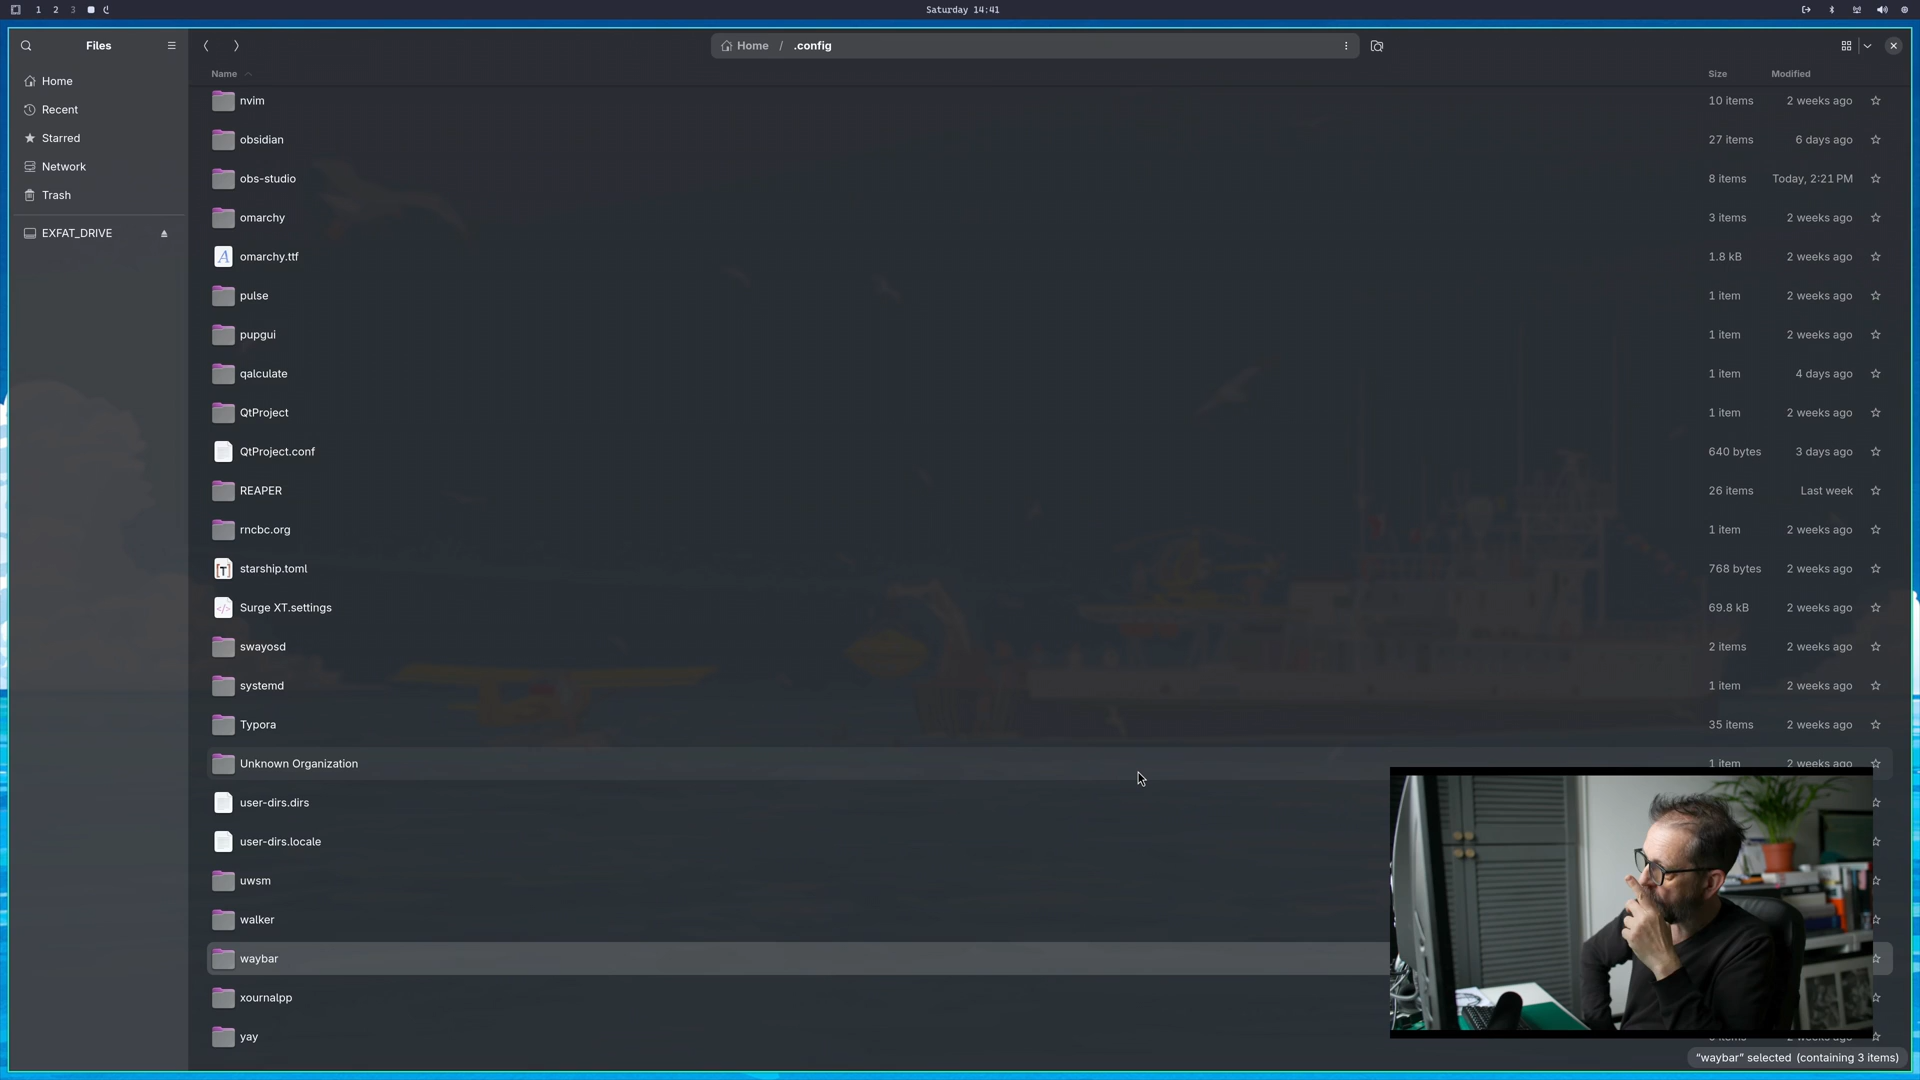 1 2 3
Saturday 14:41
Files
Home / .config
Home
Recent
Starred
Network
Trash
EXFAT_DRIVE
Name Size Modified
nvim 10 items 2 weeks ago
obsidian 27 items 6 days ago
obs-studio 8 items Today, 2:21 PM
omarchy 3 items 2 weeks ago
omarchy.ttf 1.8 kB 2 weeks ago
pulse 1 item 2 weeks ago
pupgui 1 item 2 weeks ago
qalculate 1 item 4 days ago
QtProject 1 item 2 weeks ago
QtProject.conf 640 bytes 3 days ago
REAPER 26 items Last week
rncbc.org 1 item 2 weeks ago
starship.toml 768 bytes 2 weeks ago
Surge XT.settings 69.8 kB 2 weeks ago
swayosd 2 items 2 weeks ago
systemd 1 item 2 weeks ago
Typora 35 items 2 weeks ago
Unknown Organization 1 item 2 weeks ago
user-dirs.dirs
user-dirs.locale
uwsm
walker
waybar
xournalpp
yay
“waybar” selected (containing 3 items)